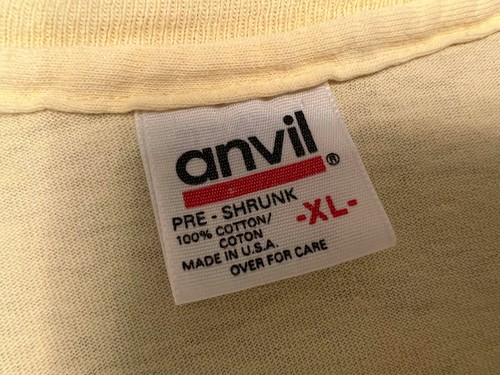 anvil®
PRE - SHRUNK
-XL-
100% COTTON/
COTON
MADE IN U.S.A.
OVER FOR CARE